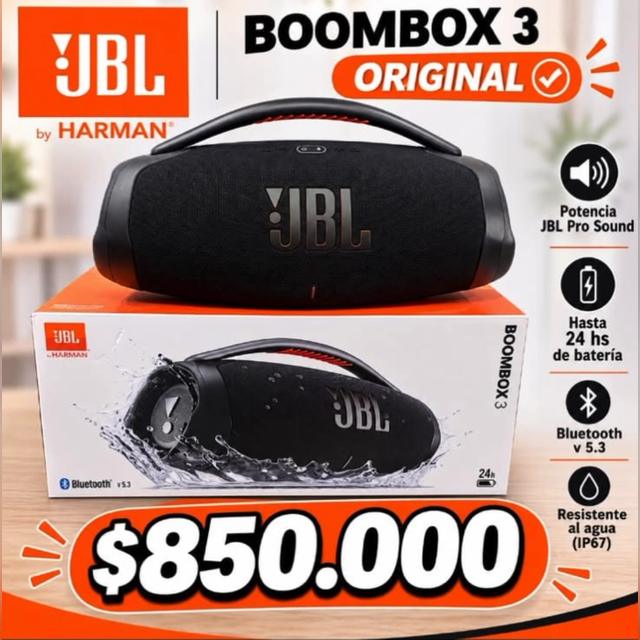 JBL
by HARMAN®
BOOMBOX 3
ORIGINAL
JBL
Potencia
JBL Pro Sound
Hasta
24 hs
de batería
Bluetooth
v 5.3
Resistente
al agua
(IP67)
JBL
by HARMAN
BOOMBOX 3
JBL
Bluetooth® v 5.3
24h
$850.000